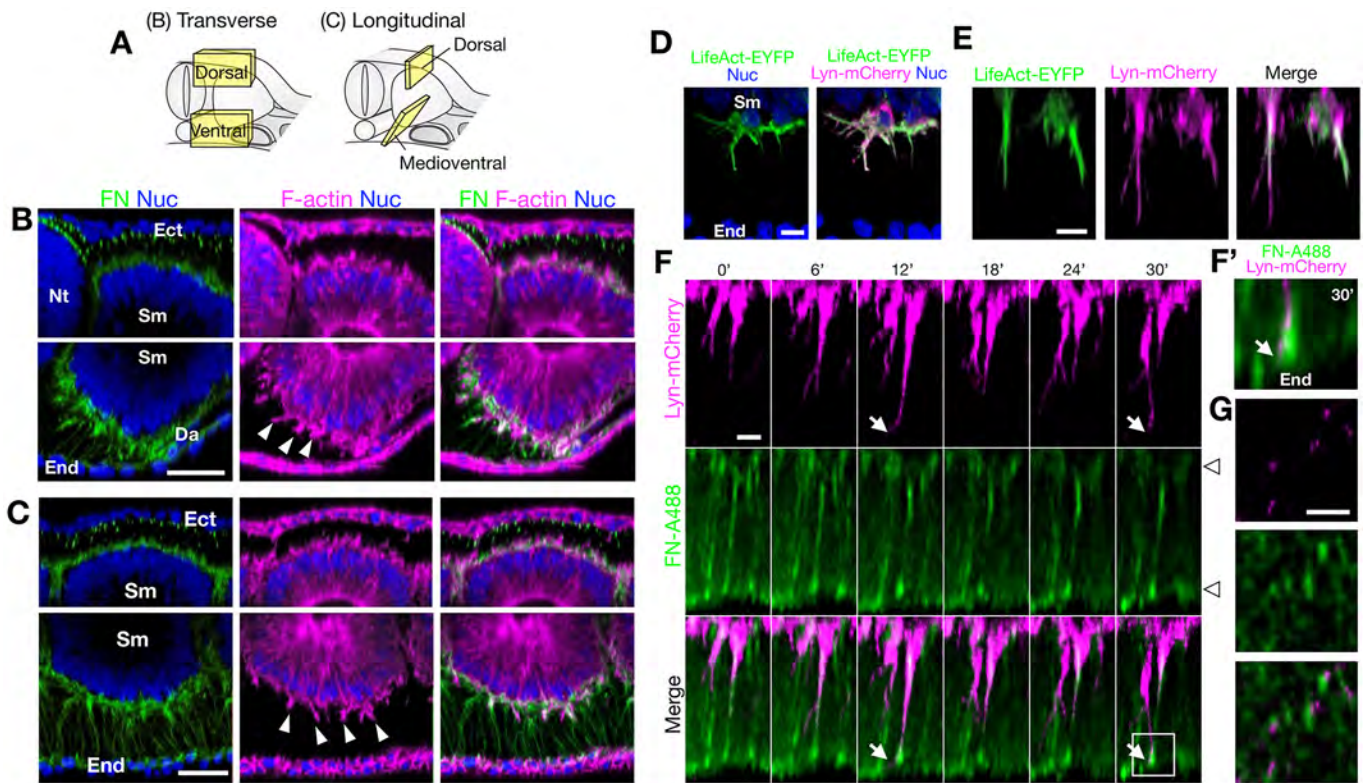 A
(B) Transverse
Dorsal
Ventral
(C) Longitudinal
Dorsal
Medioventral
B
FN Nuc
F-actin Nuc
FN F-actin Nuc
Ect
Nt
Sm
Sm
Da
End
C
Ect
Sm
Sm
End
D
LifeAct-EYFP
Nuc
LifeAct-EYFP
Lyn-mCherry Nuc
Sm
End
E
LifeAct-EYFP
Lyn-mCherry
Merge
F
0'
6'
12'
18'
24'
30'
Lyn-mCherry
FN-A488
Merge
F'
FN-A488
Lyn-mCherry
30'
End
G